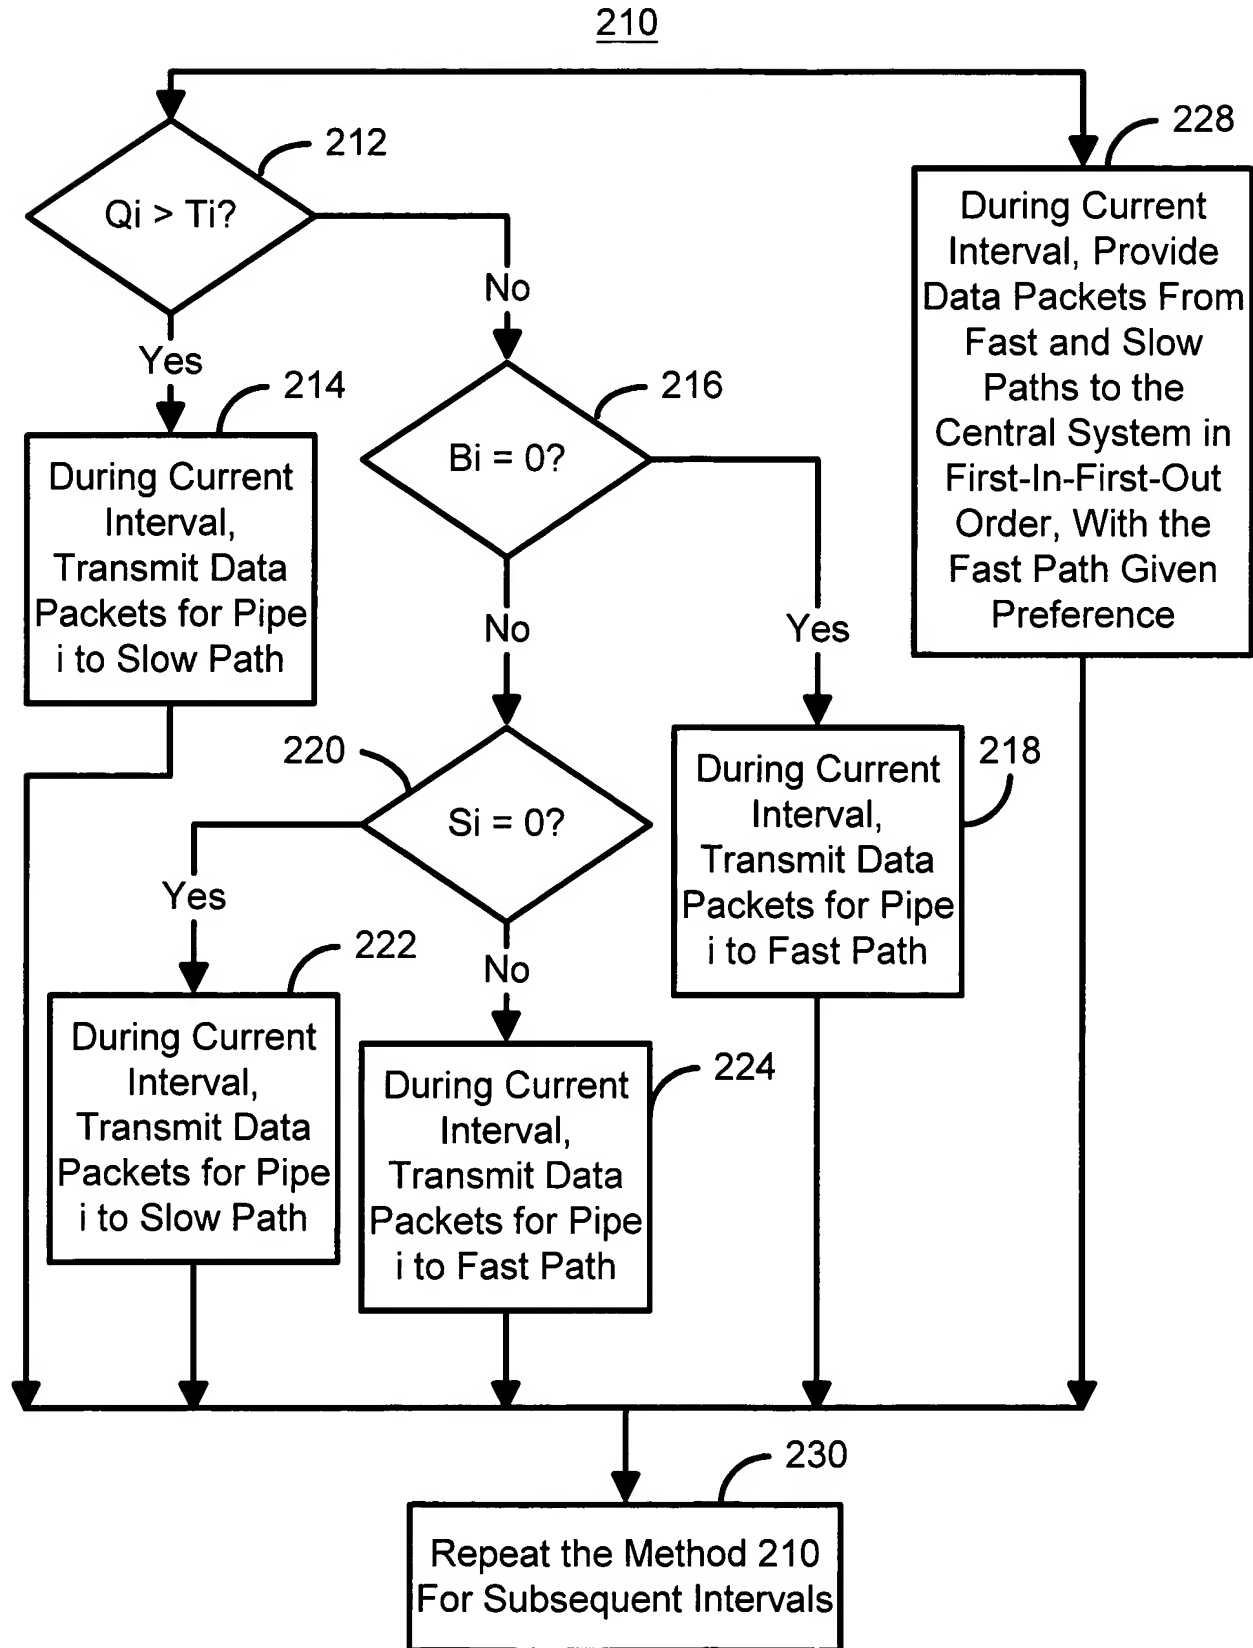 210
212
Qi > Ti?
228
During Current
Interval, Provide
Data Packets From
Fast and Slow
Paths to the
Central System in
First-In-First-Out
Order, With the
Fast Path Given
Preference
No
Yes
214
During Current
Interval,
Transmit Data
Packets for Pipe
i to Slow Path
216
Bi = 0?
No
Yes
218
During Current
Interval,
Transmit Data
Packets for Pipe
i to Fast Path
220
Si = 0?
Yes
No
222
During Current
Interval,
Transmit Data
Packets for Pipe
i to Slow Path
224
During Current
Interval,
Transmit Data
Packets for Pipe
i to Fast Path
230
Repeat the Method 210
For Subsequent Intervals